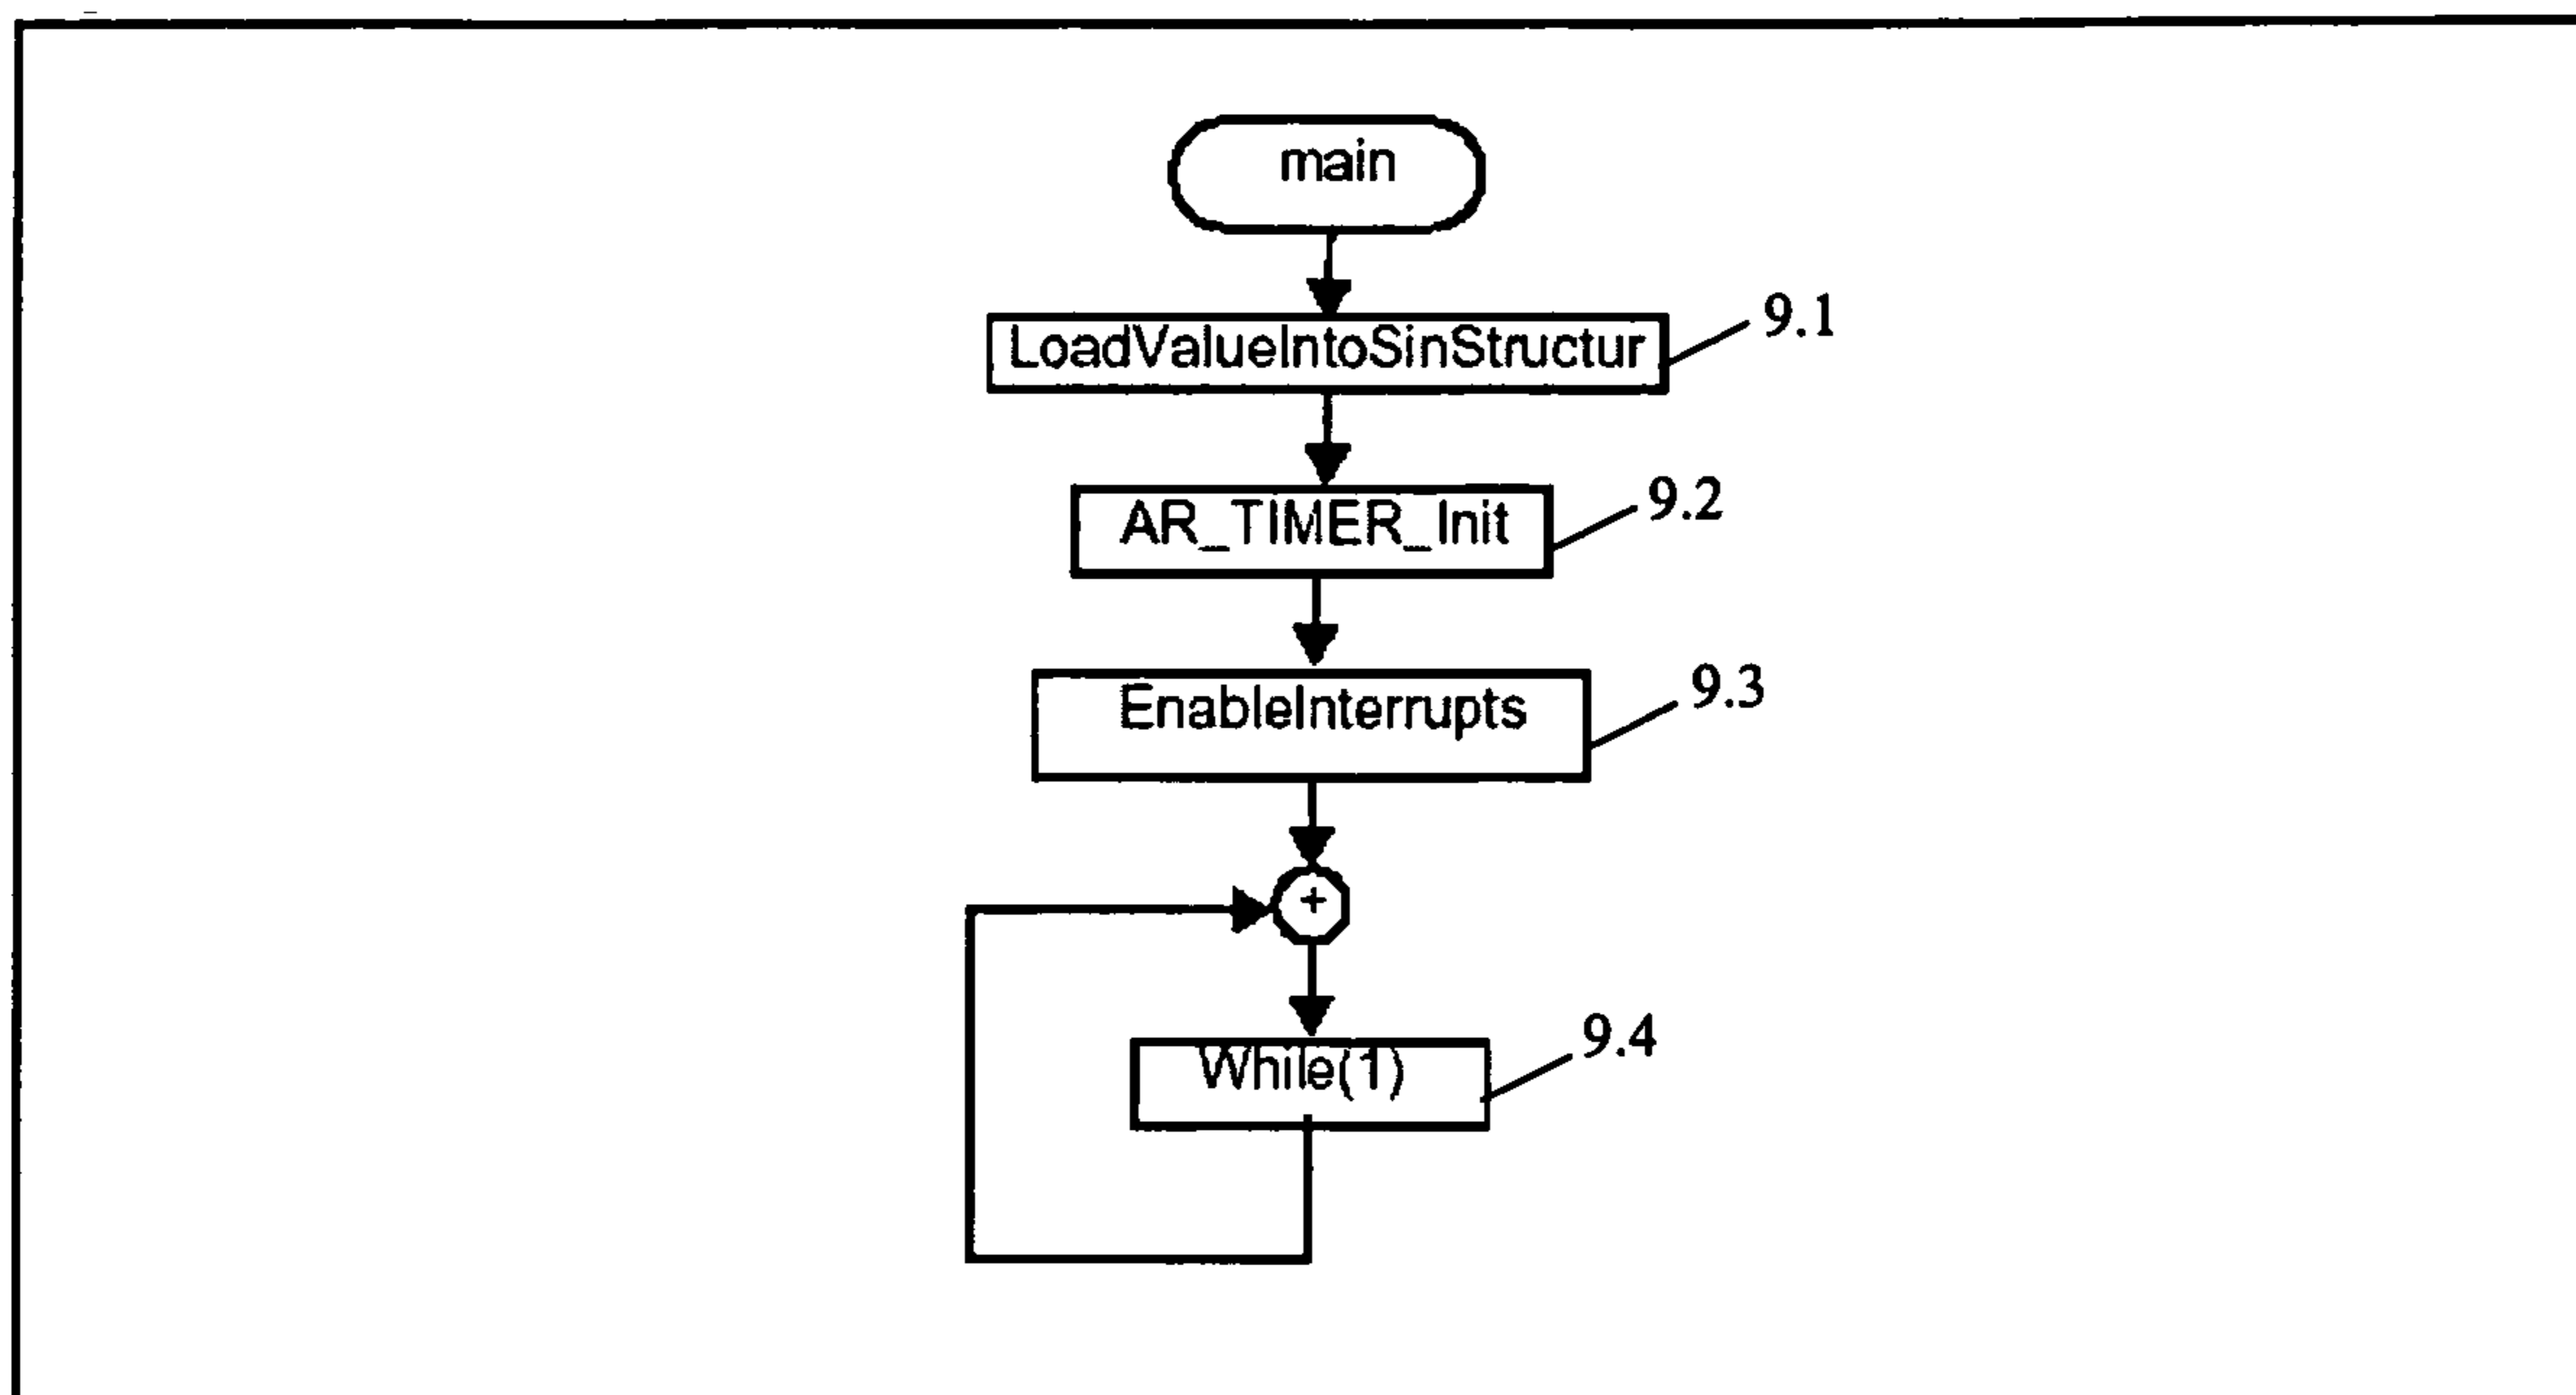 main
LoadValueIntoSinStructur
9.1
AR_TIMER_Init
9.2
EnableInterrupts
9.3
+
While(1)
9.4